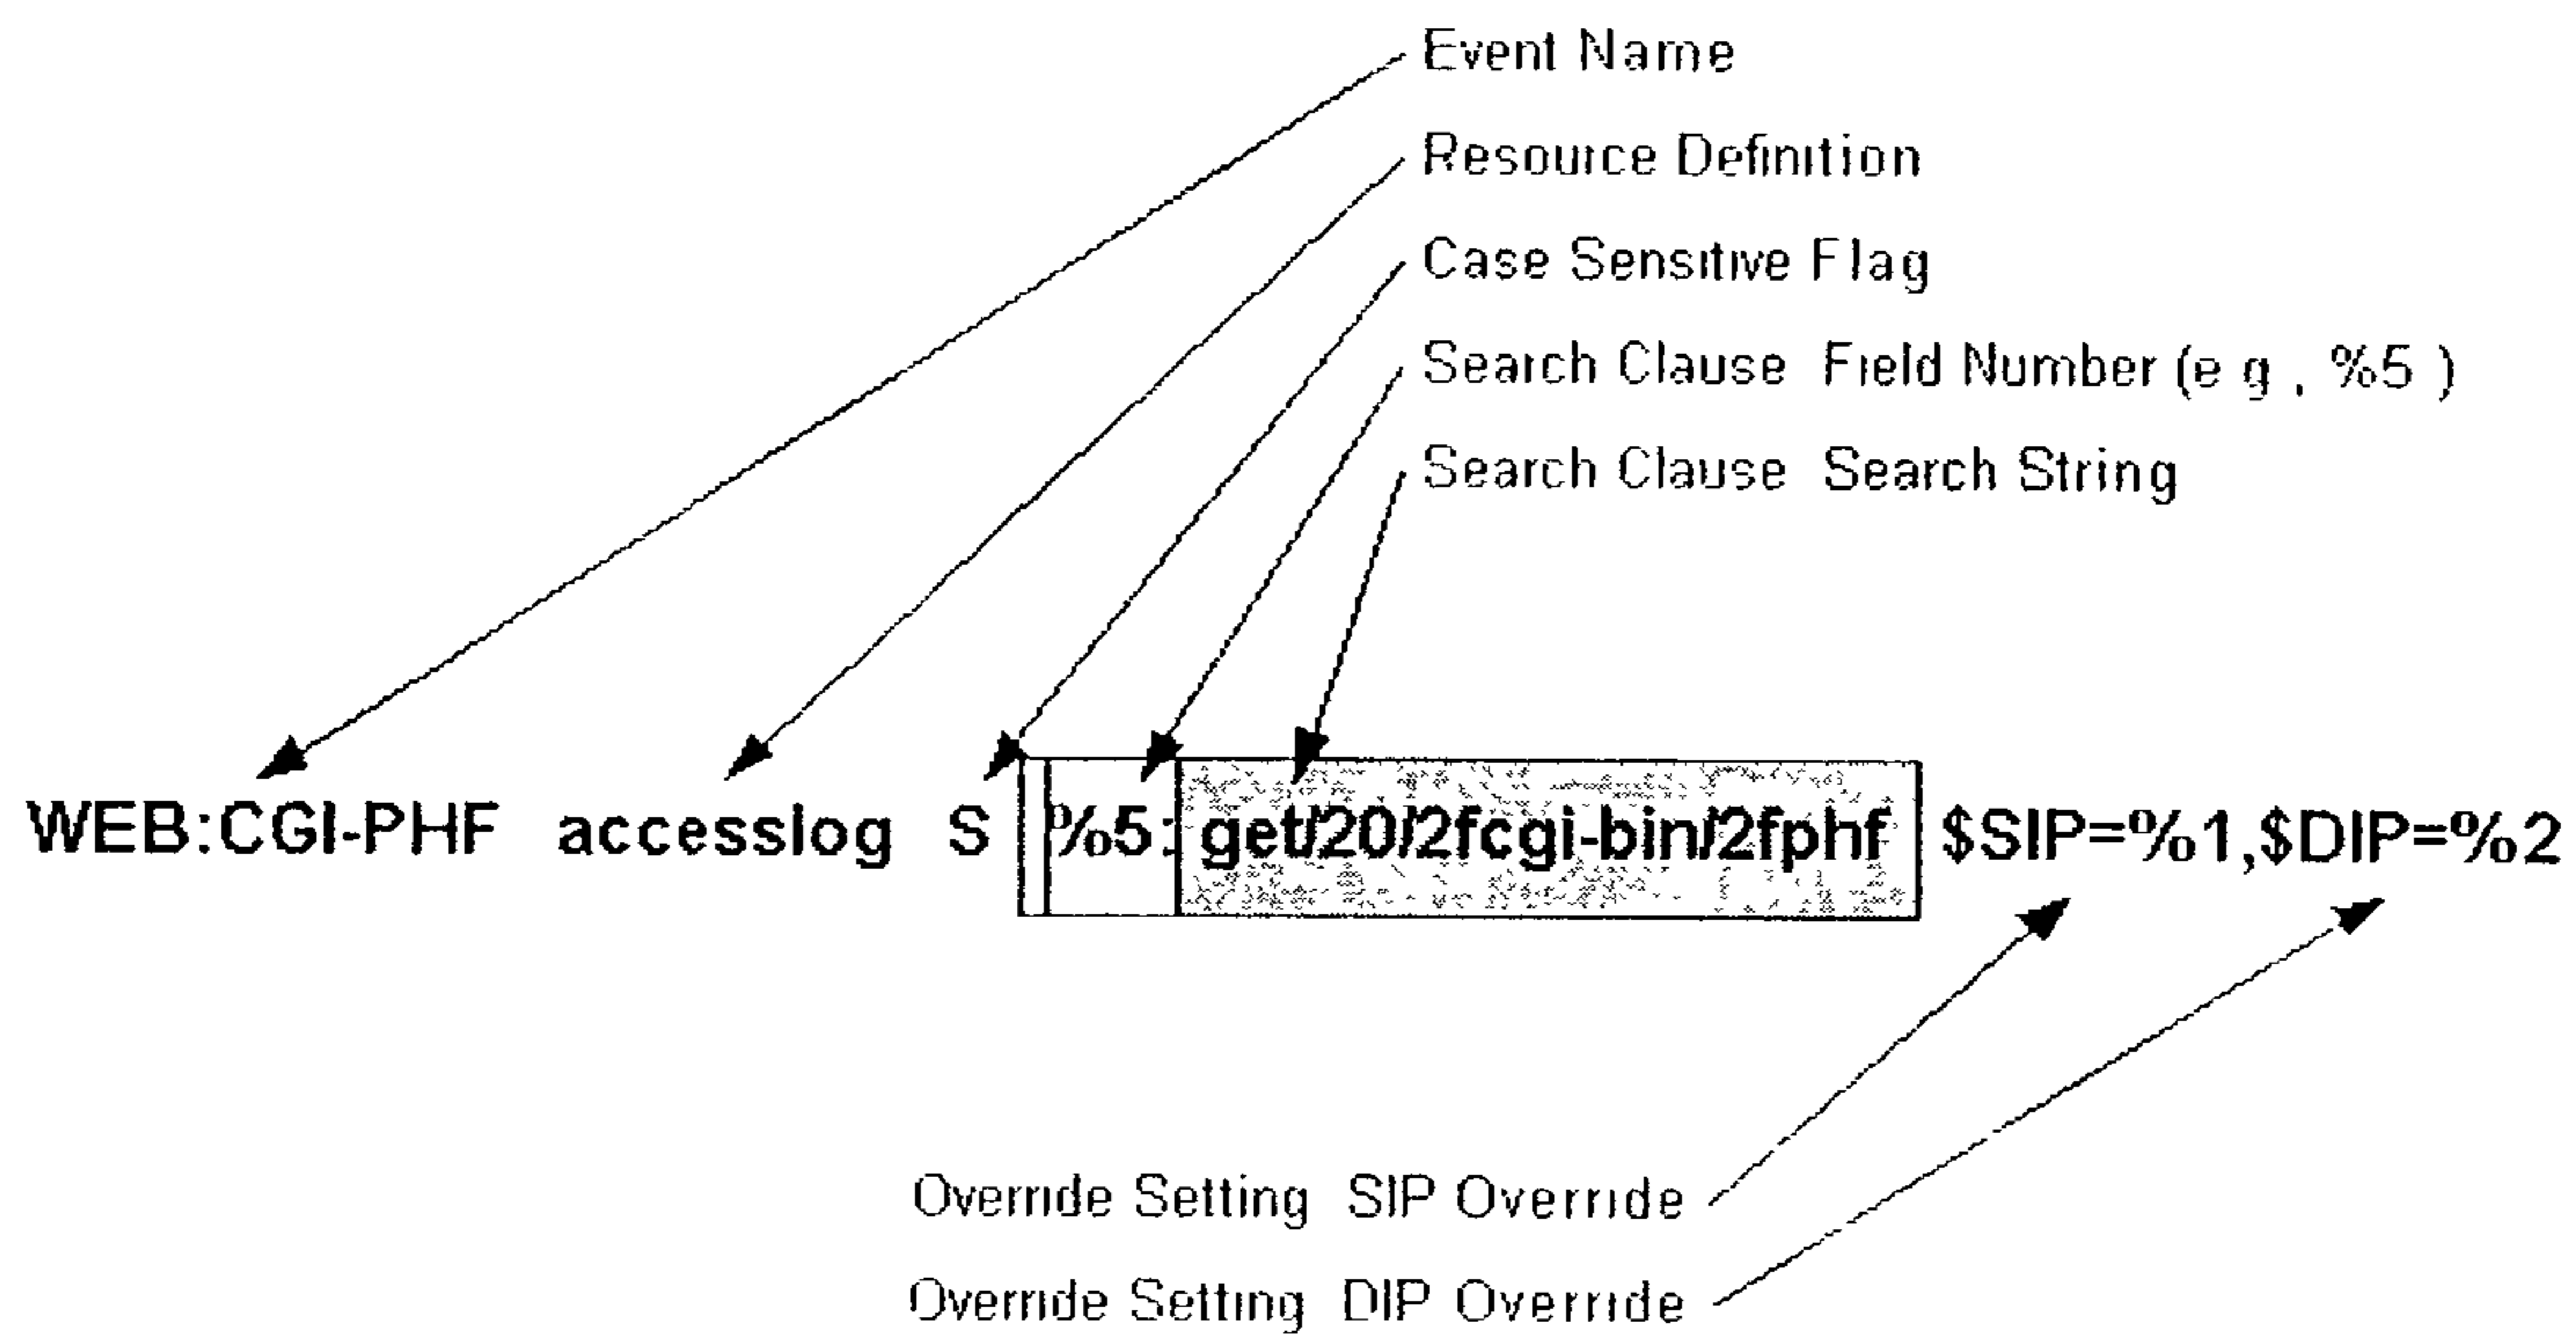 Event Name
Resource Definition
Case Sensitive Flag
Search Clause Field Number (e g , %5 )
Search Clause Search String
WEB:CGI-PHF accesslog S %5: get/20/2fcgi-bin/2fphf $SIP=%1,$DIP=%2
Override Setting SIP Override
Override Setting DIP Override